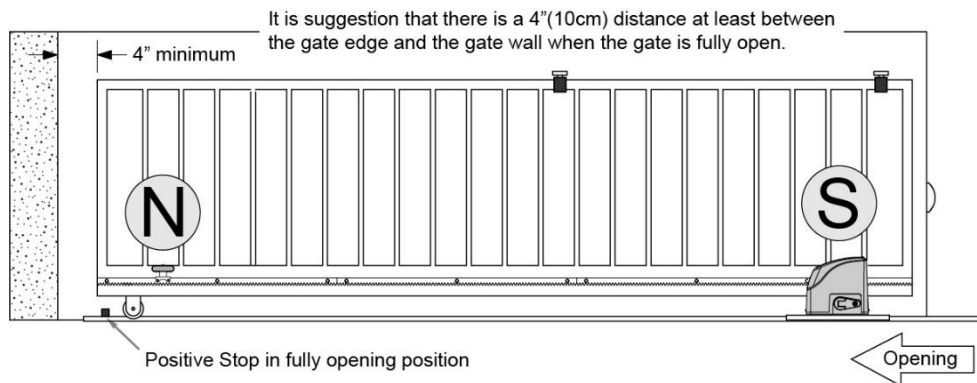 It is suggestion that there is a 4”(10cm) distance at least between
the gate edge and the gate wall when the gate is fully open.
4” minimum
N
S
Positive Stop in fully opening position
Opening